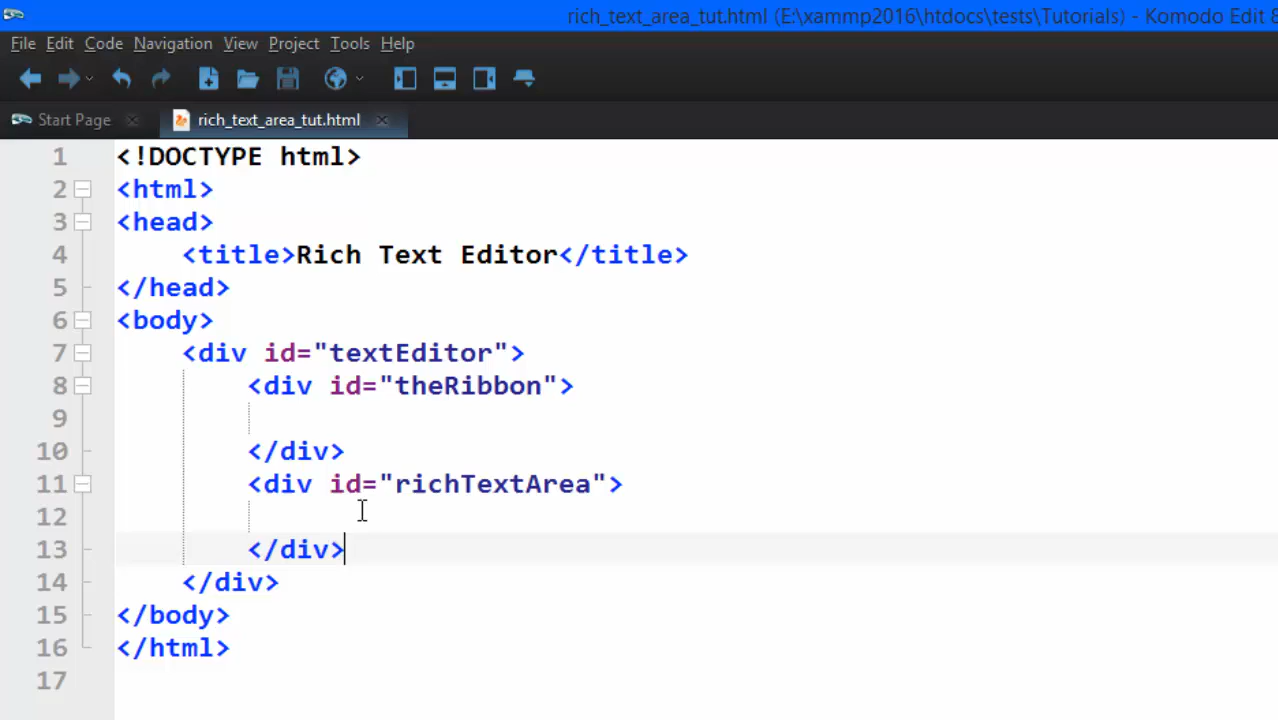 rich_text_area_tut.html (E:\xammp2016\htdocs\tests\Tutorials) - Komodo Edit 8
File Edit Code Navigation View Project Tools Help
Start Page rich_text_area_tut.html
1 <!DOCTYPE html>
2 <html>
3 <head>
4 <title>Rich Text Editor</title>
5 </head>
6 <body>
7 <div id="textEditor">
8 <div id="theRibbon">
9
10 </div>
11 <div id="richTextArea">
12
13 </div>
14 </div>
15 </body>
16 </html>
17